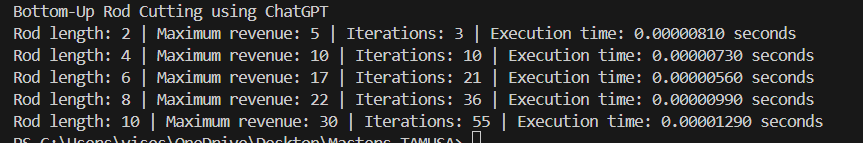 Bottom-Up Rod Cutting using ChatGPT
Rod length: 2 | Maximum revenue: 5 | Iterations: 3 | Execution time: 0.00000810 seconds
Rod length: 4 | Maximum revenue: 10 | Iterations: 10 | Execution time: 0.00000730 seconds
Rod length: 6 | Maximum revenue: 17 | Iterations: 21 | Execution time: 0.00000560 seconds
Rod length: 8 | Maximum revenue: 22 | Iterations: 36 | Execution time: 0.00000990 seconds
Rod length: 10 | Maximum revenue: 30 | Iterations: 55 | Execution time: 0.00001290 seconds
PS C:\Users\vises\OneDrive\Desktop\Masters TAMUSA>